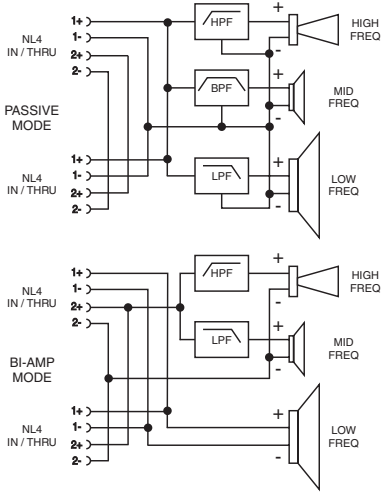 1+
1-
2+
2-
NL4
IN / THRU
HPF
+
-
HIGH
FREQ
BPF
+
-
MID
FREQ
PASSIVE
MODE
1+
1-
2+
2-
NL4
IN / THRU
LPF
+
-
LOW
FREQ
1+
1-
2+
2-
NL4
IN / THRU
HPF
+
-
HIGH
FREQ
LPF
+
-
MID
FREQ
BI-AMP
MODE
1+
1-
2+
2-
NL4
IN / THRU
+
-
LOW
FREQ